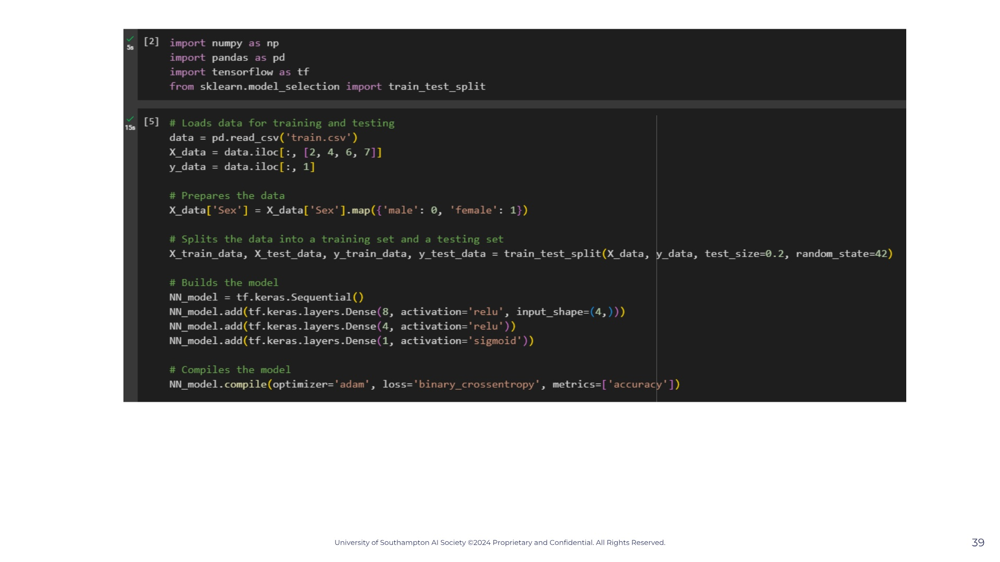 [2] import numpy as np
5s
import pandas as pd
import tensorflow as tf
from sklearn.model_selection import train_test_split
[5] # Loads data for training and testing
15s
data = pd.read_csv('train.csv')
X_data = data.iloc[:, [2, 4, 6, 7]]
y_data = data.iloc[:, 1]
# Prepares the data
X_data['Sex'] = X_data['Sex'].map({'male': 0, 'female': 1})
# Splits the data into a training set and a testing set
X_train_data, X_test_data, y_train_data, y_test_data = train_test_split(X_data, y_data, test_size=0.2, random_state=42)
# Builds the model
NN_model = tf.keras.Sequential()
NN_model.add(tf.keras.layers.Dense(8, activation='relu', input_shape=(4,)))
NN_model.add(tf.keras.layers.Dense(4, activation='relu'))
NN_model.add(tf.keras.layers.Dense(1, activation='sigmoid'))
# Compiles the model
NN_model.compile(optimizer='adam', loss='binary_crossentropy', metrics=['accuracy'])
University of Southampton AI Society ©2024 Proprietary and Confidential. All Rights Reserved.
39